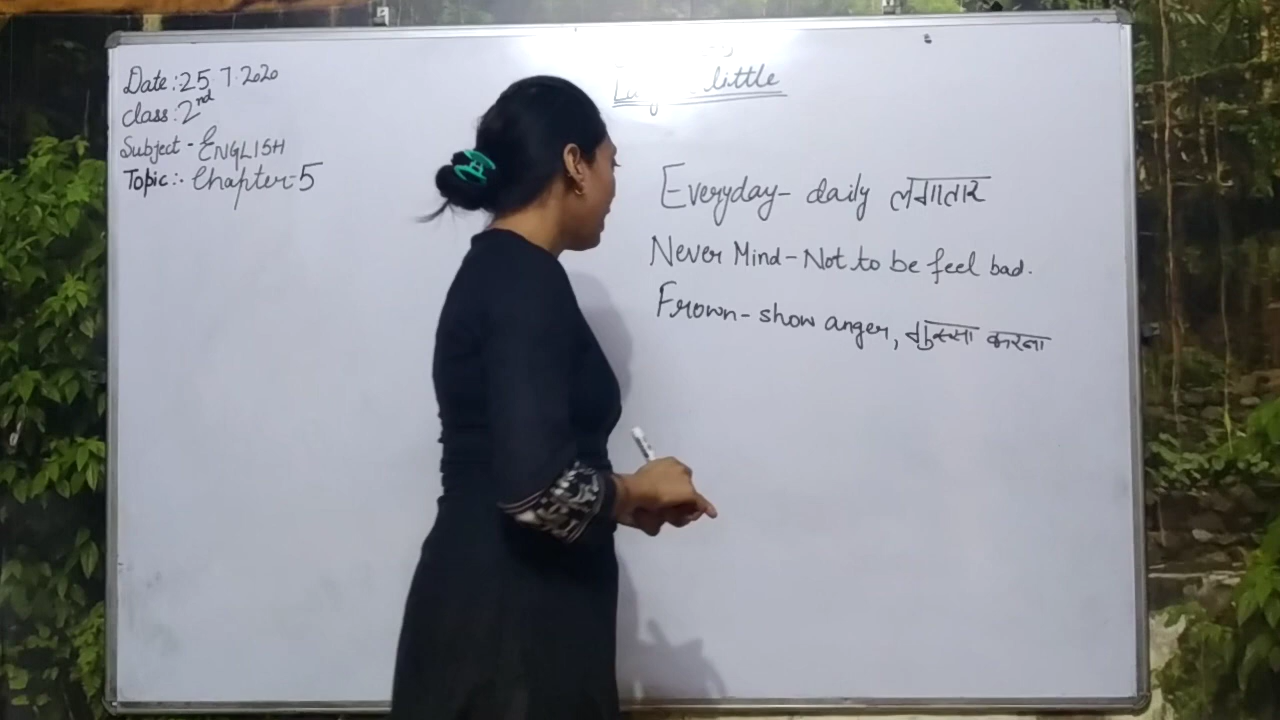 Date: 25.7.2020
Class: 2nd
Subject - ENGLISH
Topic:- Chapter-5
little
Everyday- daily लगातार
Never Mind - Not to be feel bad.
Frown - show anger, गुस्सा करना